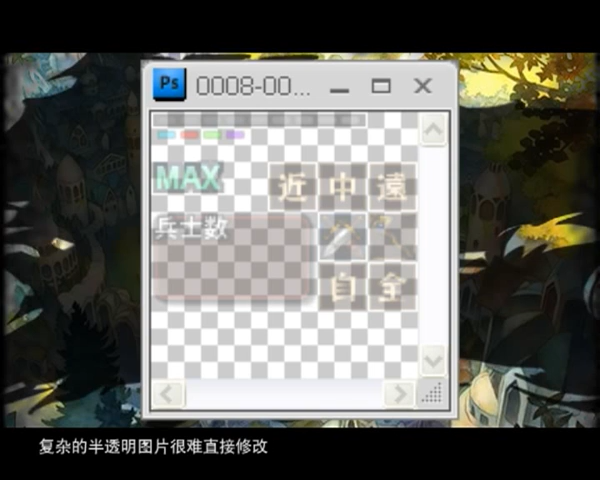 Ps 0008-00...
MAX 近 中 遠
兵士数
自 全
复杂的半透明图片很难直接修改